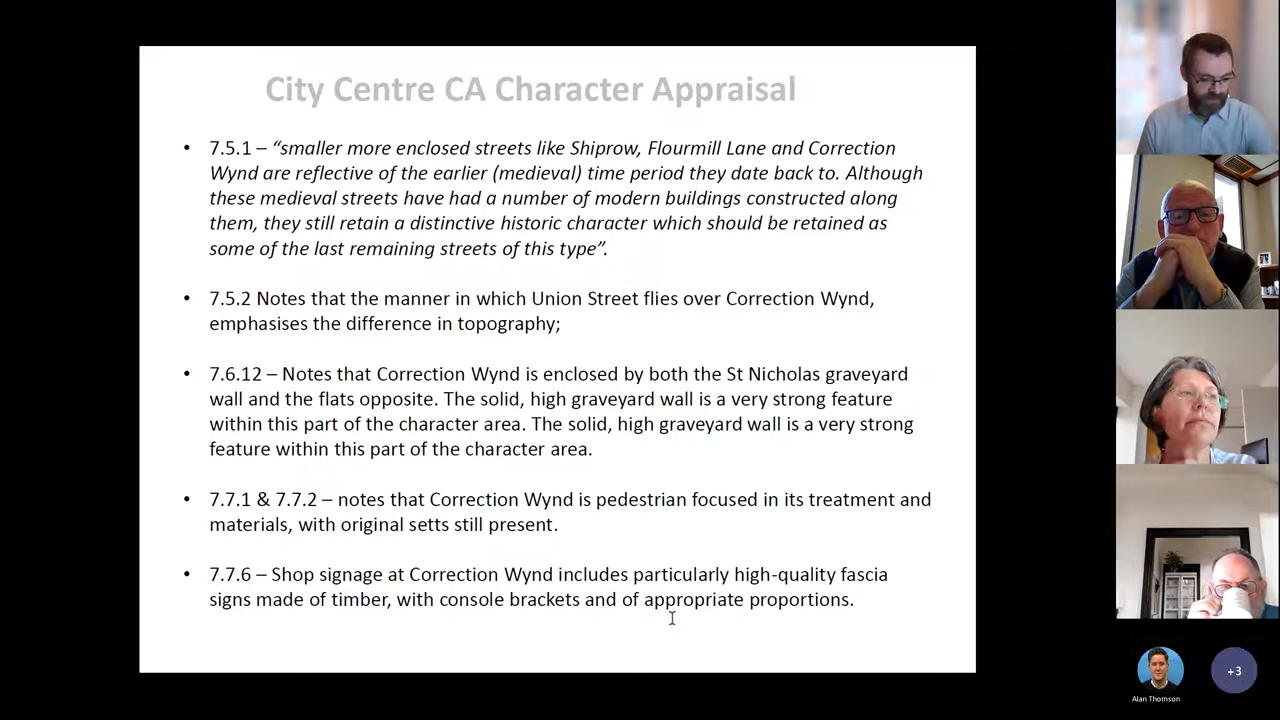 City Centre CA Character Appraisal
• 7.5.1 – “smaller more enclosed streets like Shiprow, Flourmill Lane and Correction
Wynd are reflective of the earlier (medieval) time period they date back to. Although
these medieval streets have had a number of modern buildings constructed along
them, they still retain a distinctive historic character which should be retained as
some of the last remaining streets of this type”.
• 7.5.2 Notes that the manner in which Union Street flies over Correction Wynd,
emphasises the difference in topography;
• 7.6.12 – Notes that Correction Wynd is enclosed by both the St Nicholas graveyard
wall and the flats opposite. The solid, high graveyard wall is a very strong feature
within this part of the character area. The solid, high graveyard wall is a very strong
feature within this part of the character area.
• 7.7.1 & 7.7.2 – notes that Correction Wynd is pedestrian focused in its treatment and
materials, with original setts still present.
• 7.7.6 – Shop signage at Correction Wynd includes particularly high-quality fascia
signs made of timber, with console brackets and of appropriate proportions.
Alan Thomson
+3